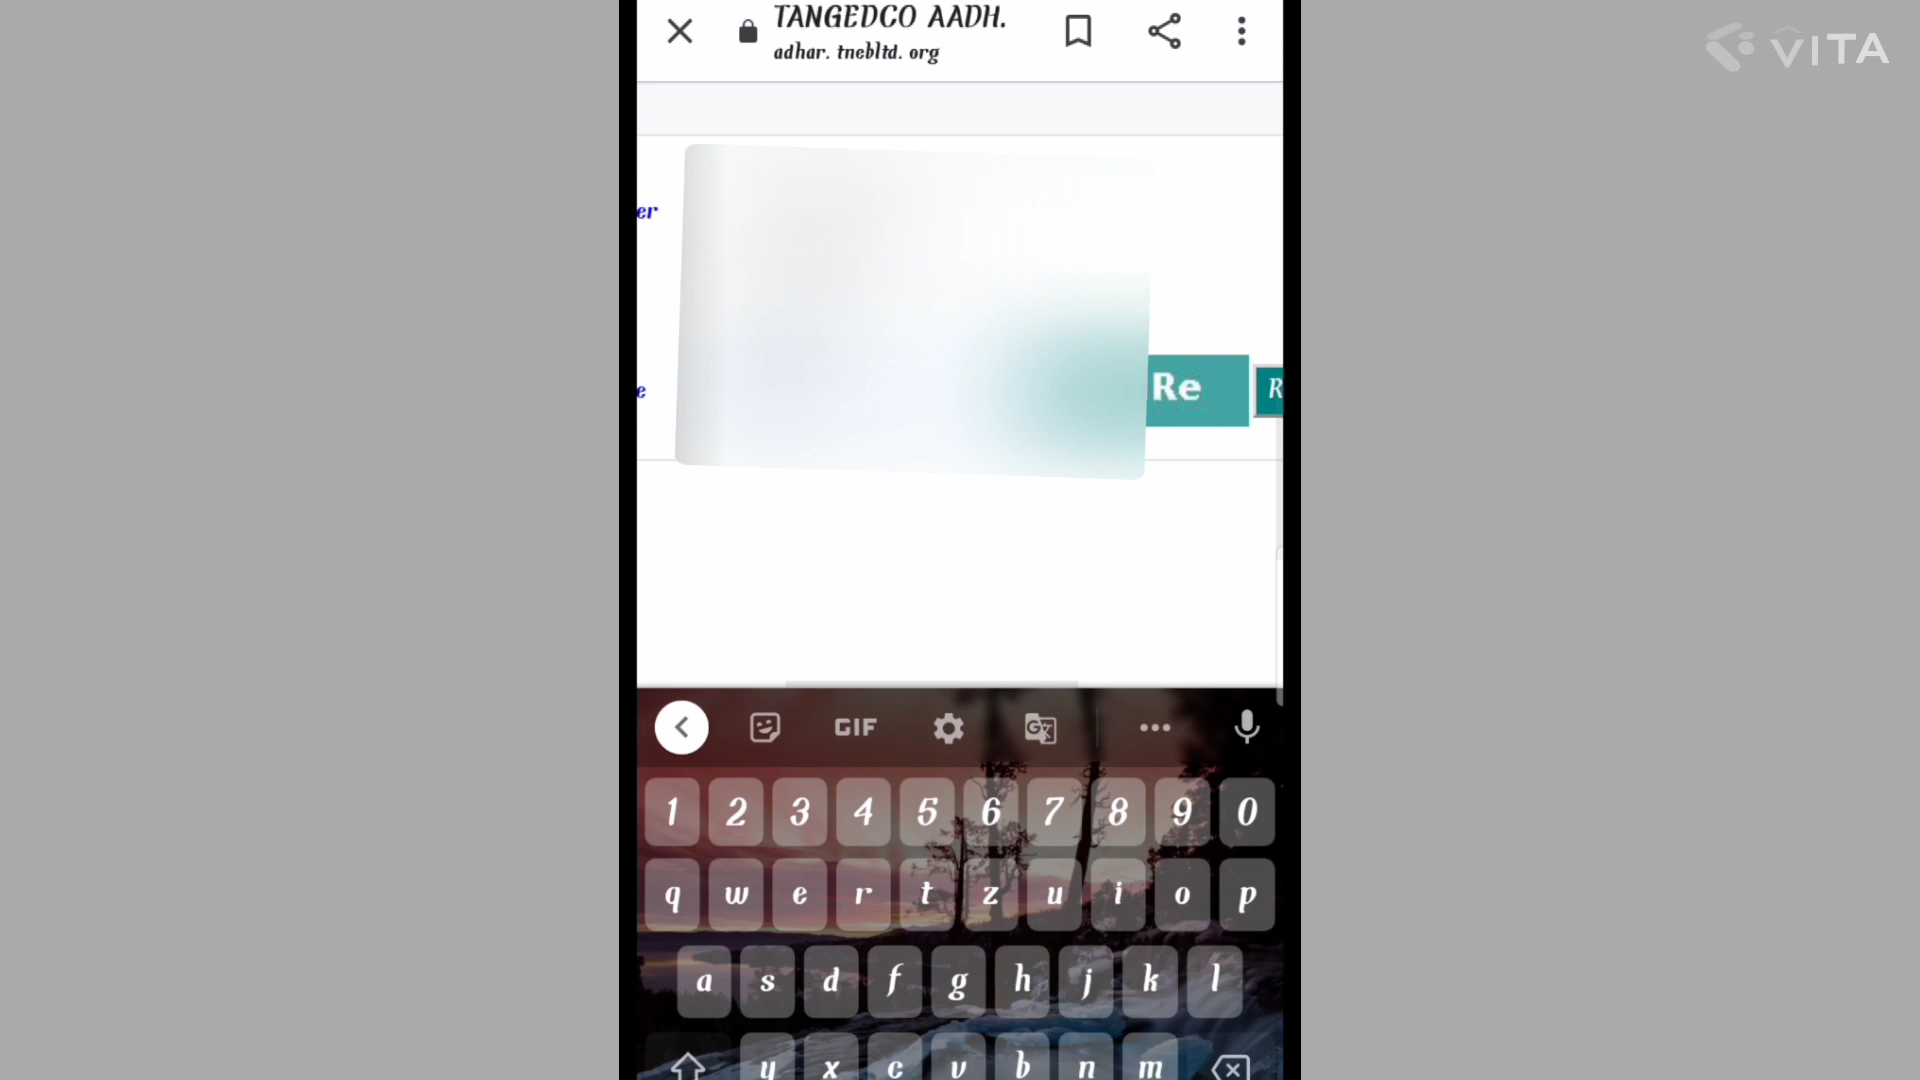 TANGEDCO AADH.
adhar. tnebltd. org
VITA
er
e
Re
R
GIF
1 2 3 4 5 6 7 8 9 0
q w e r t z u i o p
a s d f g h j k l
y x c v b n m